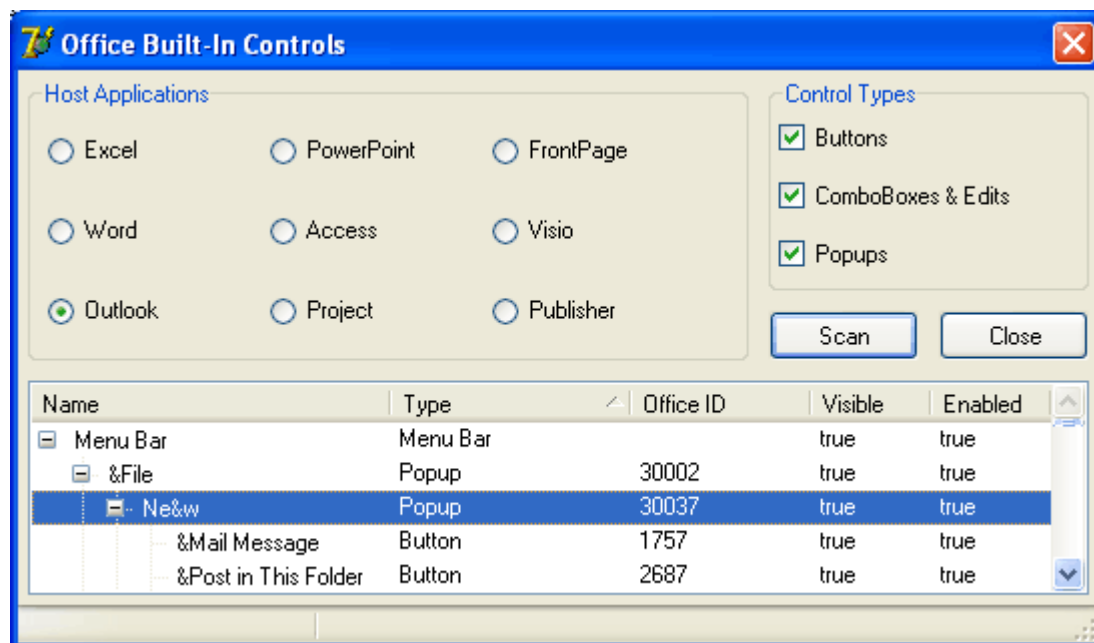 Office Built-In Controls
Host Applications
Control Types
Excel PowerPoint FrontPage
Buttons
Word Access Visio
ComboBoxes & Edits
Popups
Outlook Project Publisher
Scan Close
Name Type Office ID Visible Enabled
Menu Bar Menu Bar true true
&File Popup 30002 true true
Ne&w Popup 30037 true true
&Mail Message Button 1757 true true
&Post in This Folder Button 2687 true true